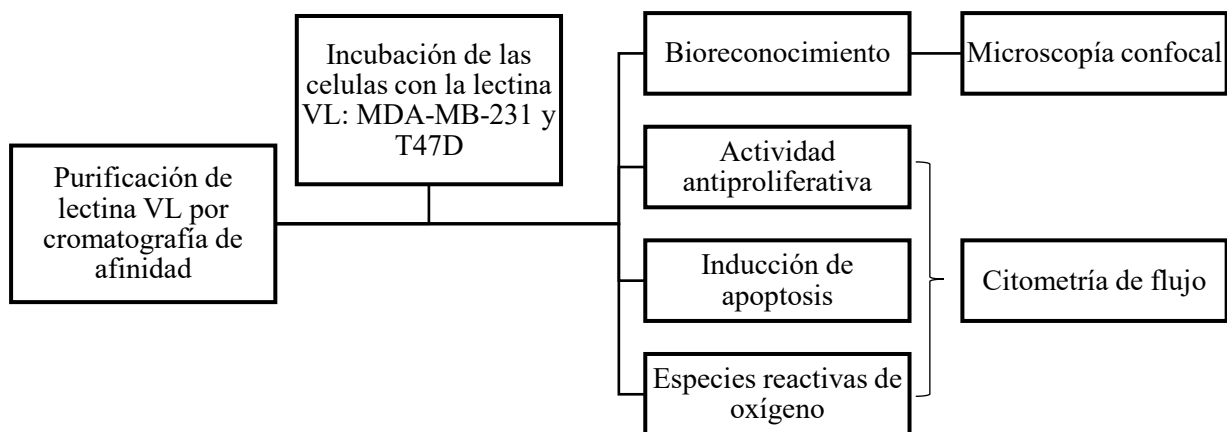 Purificación de
lectina VL por
cromatografía de
afinidad
Incubación de las
celulas con la lectina
VL: MDA-MB-231 y
T47D
Bioreconocimiento
Microscopía confocal
Actividad
antiproliferativa
Inducción de
apoptosis
Especies reactivas de
oxígeno
Citometría de flujo